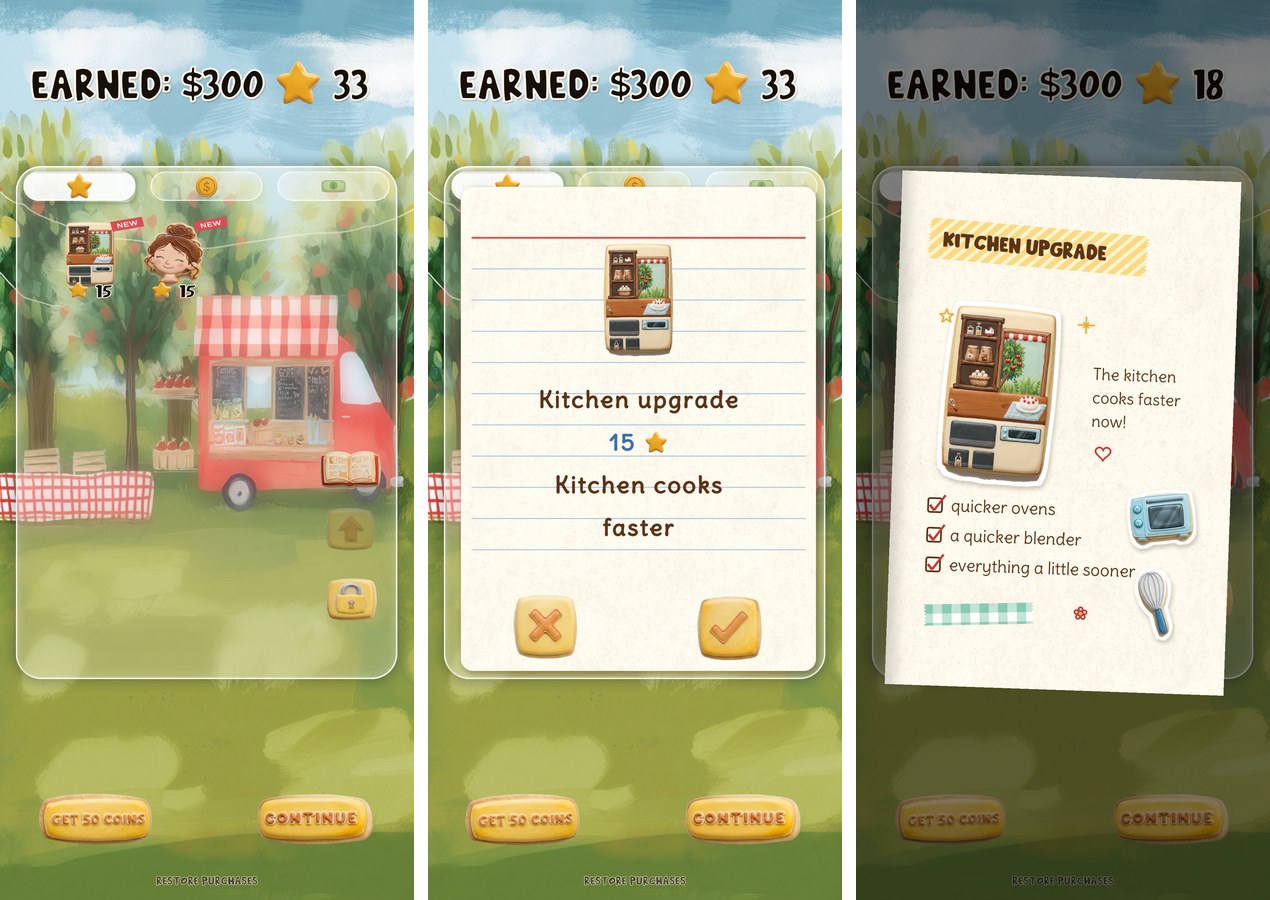 EARNED: $300 33
NEW NEW
15 15
GET 50 COINS CONTINUE
RESTORE PURCHASES
EARNED: $300 33
Kitchen upgrade
15
Kitchen cooks
faster
GET 50 COINS CONTINUE
RESTORE PURCHASES
EARNED: $300 18
KITCHEN UPGRADE
The kitchen
cooks faster
now!
quicker ovens
a quicker blender
everything a little sooner
GET 50 COINS CONTINUE
RESTORE PURCHASES